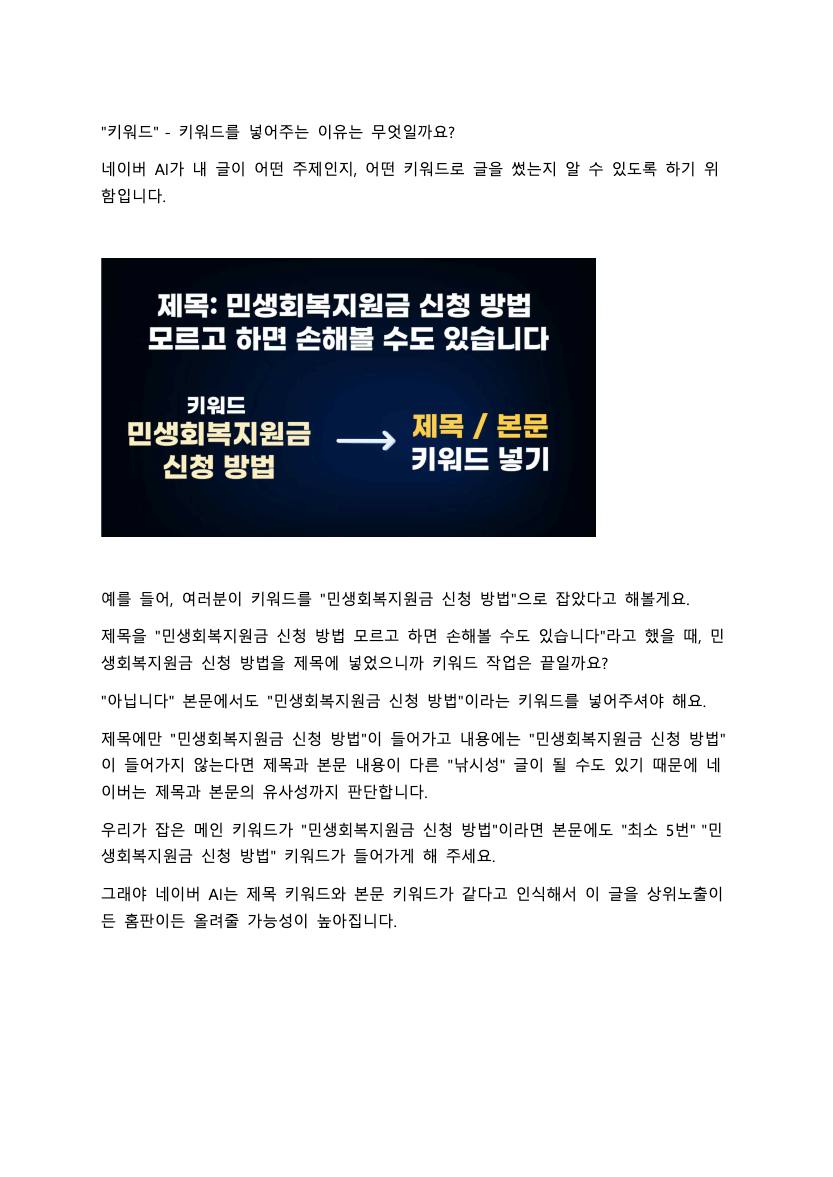 "키워드" - 키워드를 넣어주는 이유는 무엇일까요?
네이버 AI가 내 글이 어떤 주제인지, 어떤 키워드로 글을 썼는지 알 수 있도록 하기 위
함입니다.
제목: 민생회복지원금 신청 방법
모르고 하면 손해볼 수도 있습니다
키워드
민생회복지원금
신청 방법
제목 / 본문
키워드 넣기
예를 들어, 여러분이 키워드를 "민생회복지원금 신청 방법"으로 잡았다고 해볼게요.
제목을 "민생회복지원금 신청 방법 모르고 하면 손해볼 수도 있습니다"라고 했을 때, 민
생회복지원금 신청 방법을 제목에 넣었으니까 키워드 작업은 끝일까요?
"아닙니다" 본문에서도 "민생회복지원금 신청 방법"이라는 키워드를 넣어주셔야 해요.
제목에만 "민생회복지원금 신청 방법"이 들어가고 내용에는 "민생회복지원금 신청 방법"
이 들어가지 않는다면 제목과 본문 내용이 다른 "낚시성" 글이 될 수도 있기 때문에 네
이버는 제목과 본문의 유사성까지 판단합니다.
우리가 잡은 메인 키워드가 "민생회복지원금 신청 방법"이라면 본문에도 "최소 5번" "민
생회복지원금 신청 방법" 키워드가 들어가게 해 주세요.
그래야 네이버 AI는 제목 키워드와 본문 키워드가 같다고 인식해서 이 글을 상위노출이
든 홈판이든 올려줄 가능성이 높아집니다.